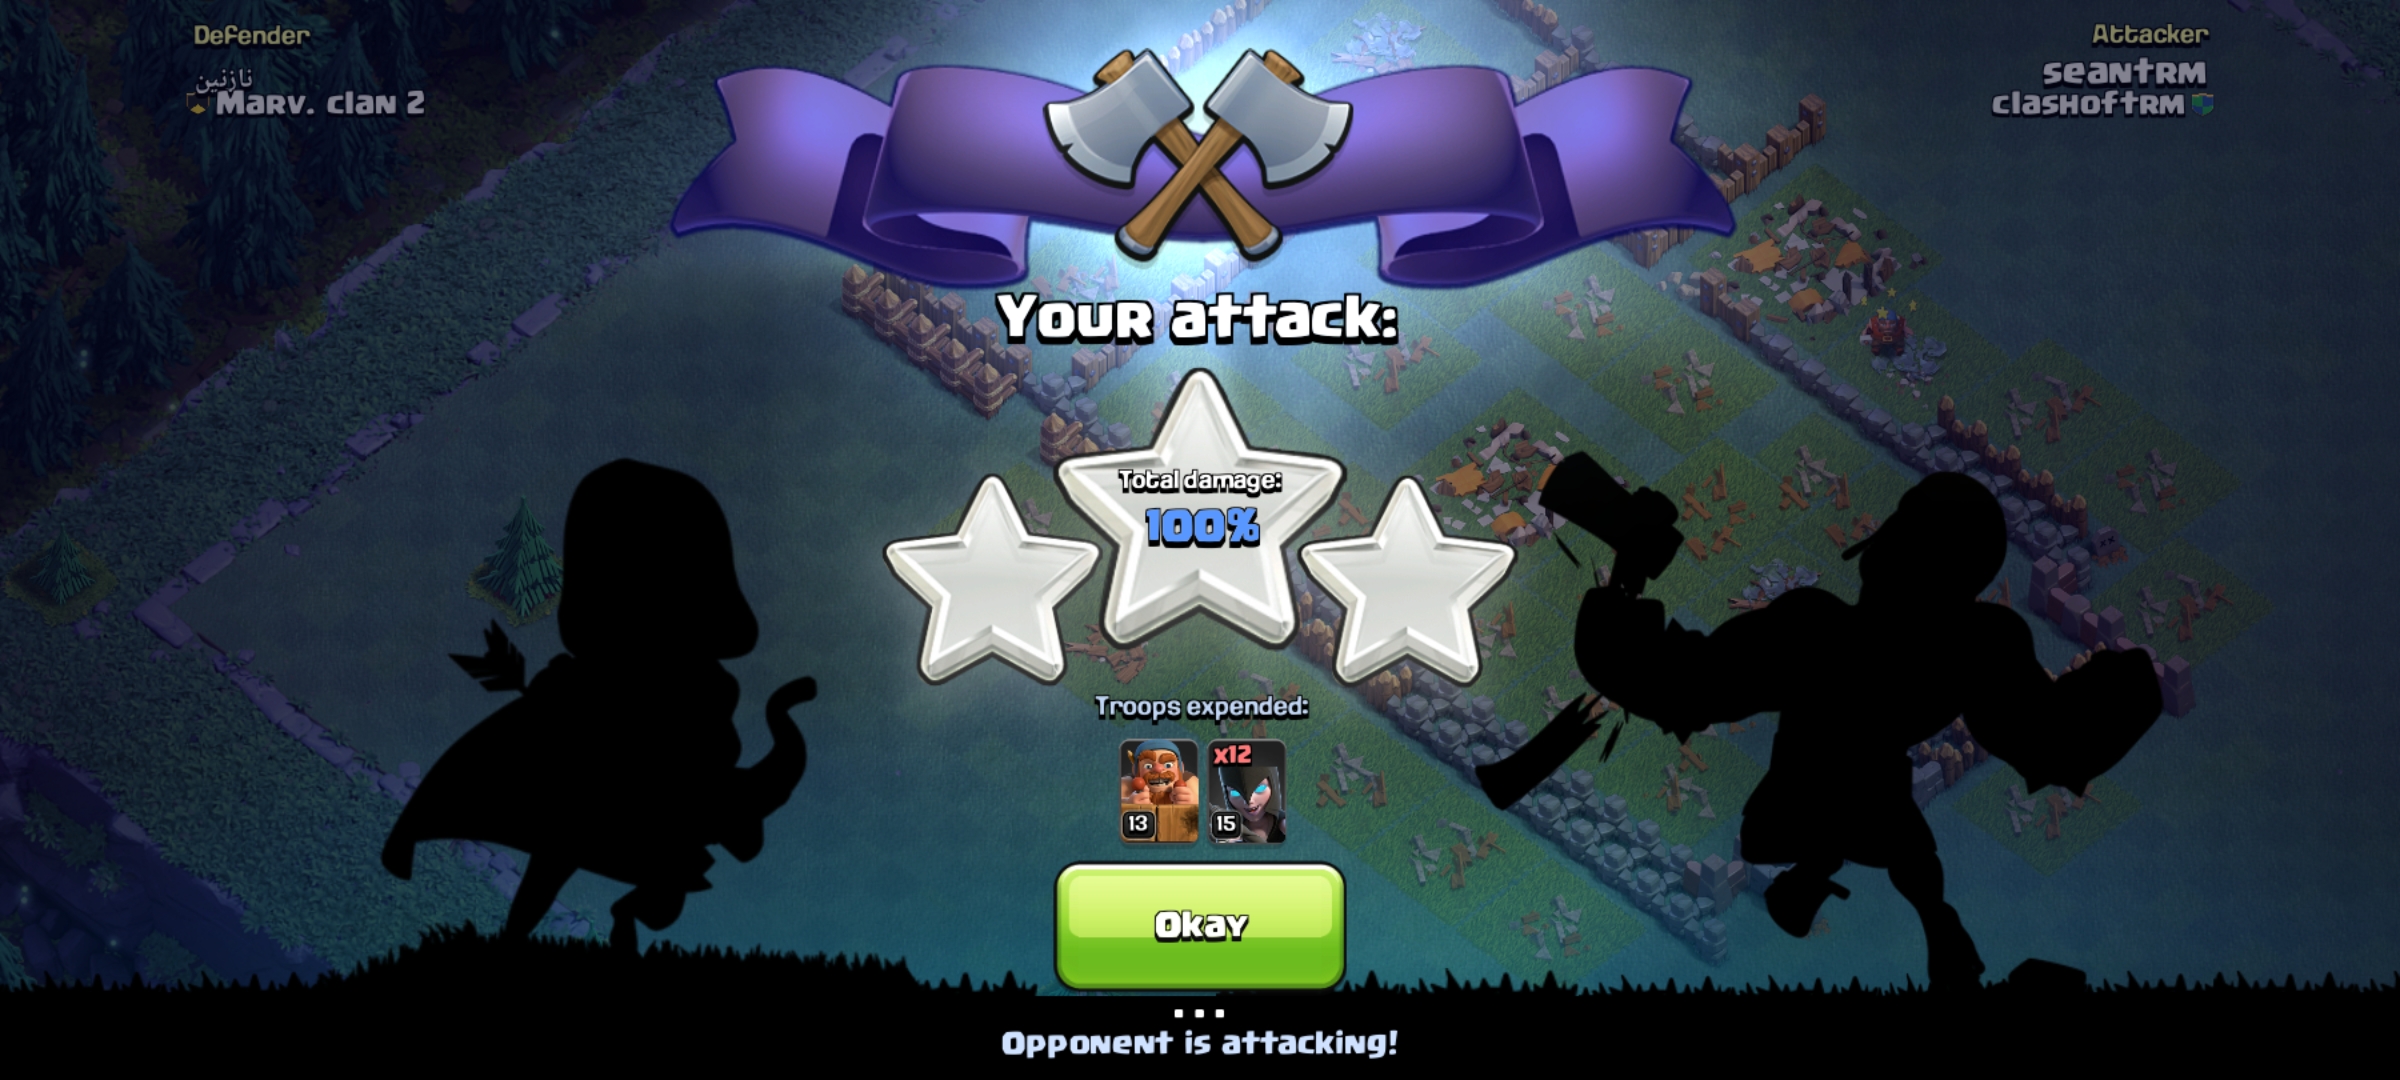 Defender
نازنین
Marv. clan 2
Attacker
seantrm
clashoftrm
Your attack:
Total damage:
100%
Troops expended:
x12
13
15
Okay
Opponent is attacking!